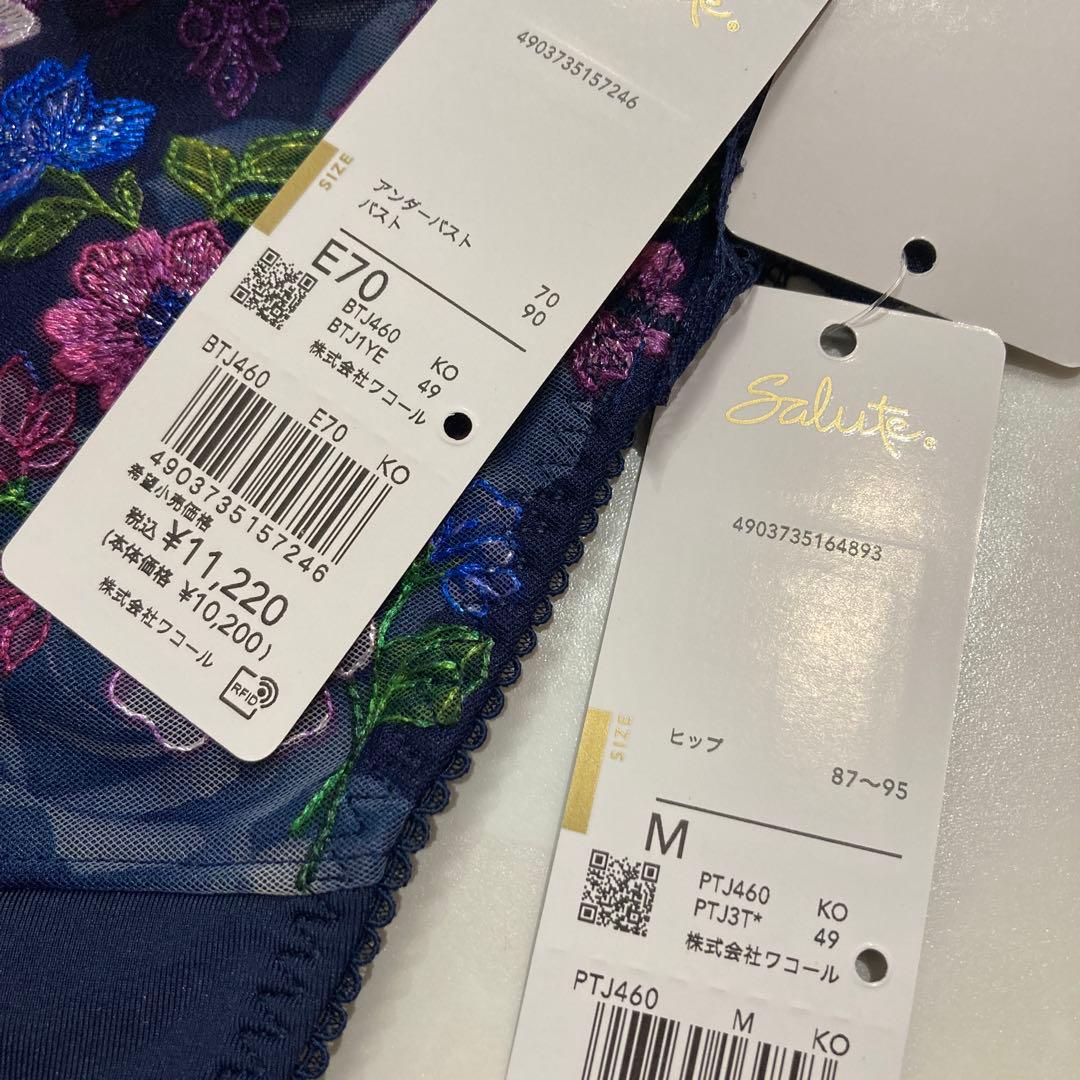 Salute®
4903735157246
SIZE
アンダーバスト 70
バスト 90
E70
BTJ460 KO
BTJ1YE 49
株式会社ワコール
BTJ460 E70 KO
4903735157246
希望小売価格
税込 ¥11,220
(本体価格 ¥10,200)
株式会社ワコール
RFID
Salute®
4903735164893
SIZE
ヒップ
87〜95
M
PTJ460 KO
PTJ3T* 49
株式会社ワコール
PTJ460 M KO